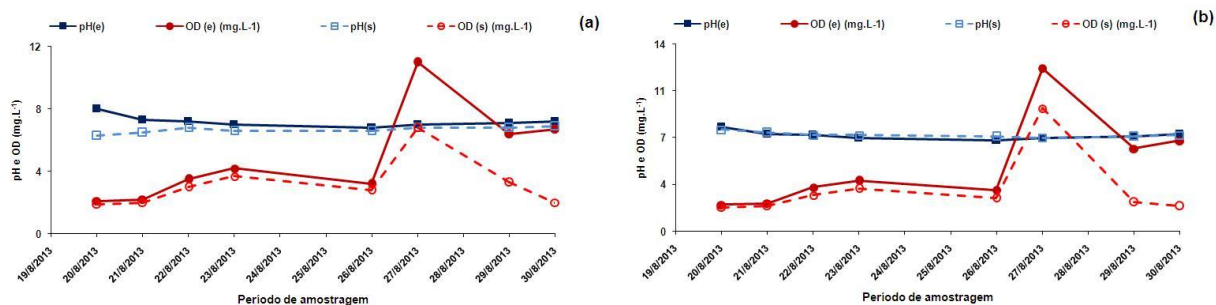 pH(e) OD (e) (mg.L-1) pH(s) OD (s) (mg.L-1) (a)
12
8
4
0
pH e OD (mg.L-1)
19/8/2013 20/8/2013 21/8/2013 22/8/2013 23/8/2013 24/8/2013 25/8/2013 26/8/2013 27/8/2013 28/8/2013 29/8/2013 30/8/2013
Periodo de amostragem
pH(e) OD (e) (mg.L-1) pH(s) OD (s) (mg.L-1) (b)
14
11
7
4
0
pH e OD (mg.L-1)
19/8/2013 20/8/2013 21/8/2013 22/8/2013 23/8/2013 24/8/2013 25/8/2013 26/8/2013 27/8/2013 28/8/2013 29/8/2013 30/8/2013
Periodo de amostragem